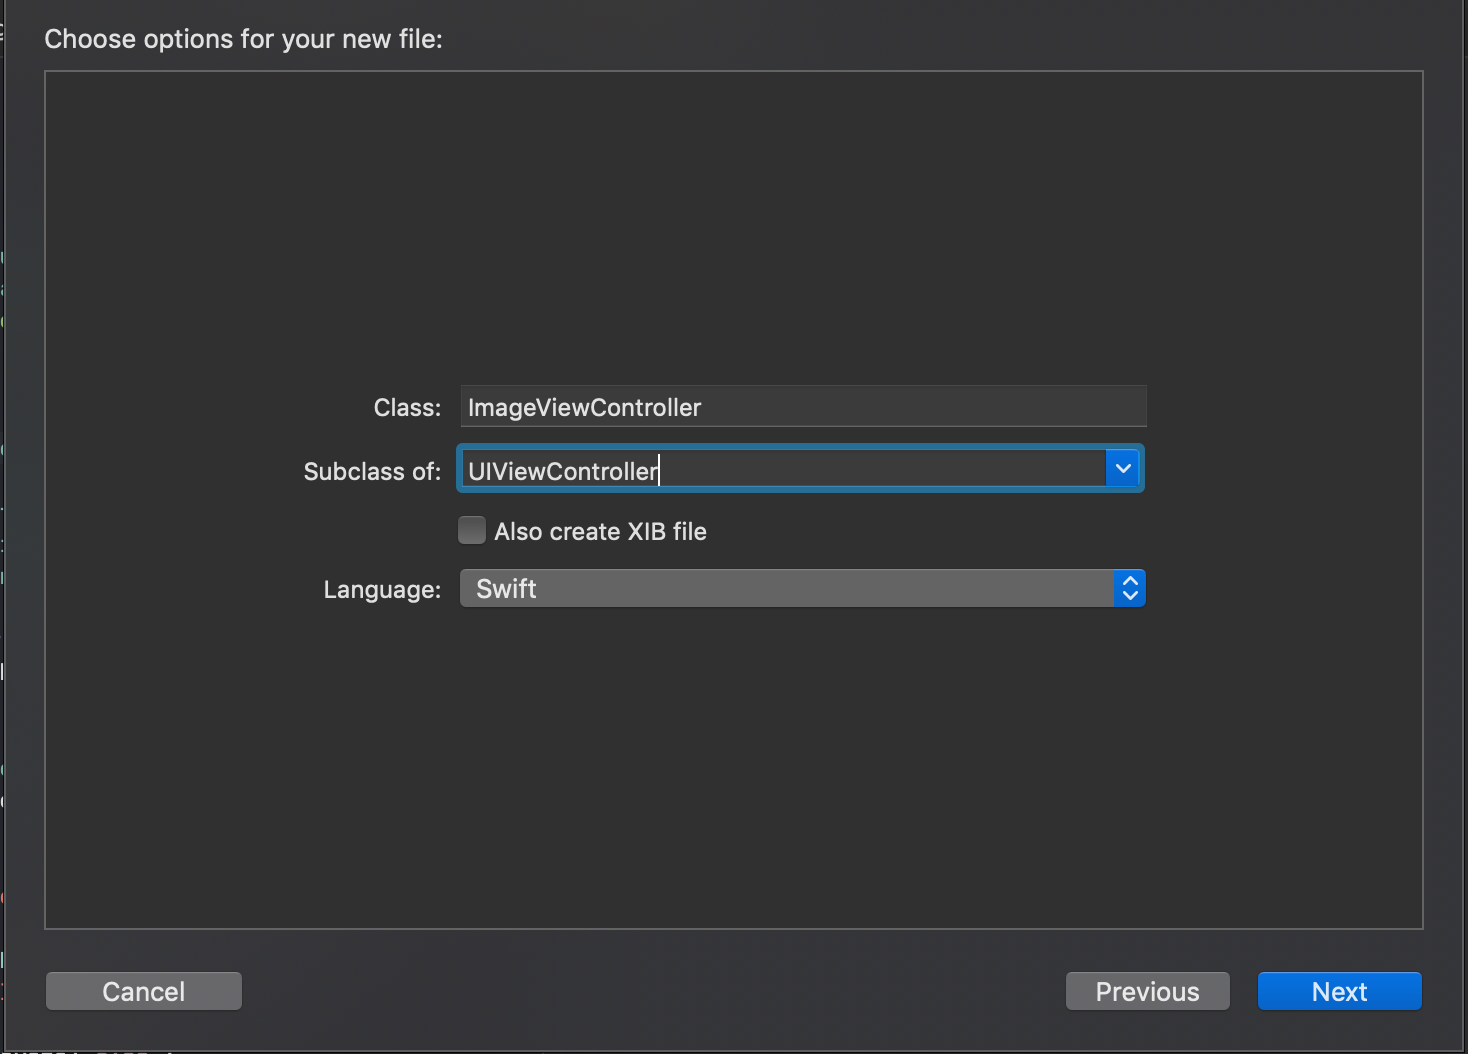 Choose options for your new file:
Class: ImageViewController
Subclass of: UIViewController
Also create XIB file
Language: Swift
Cancel Previous Next